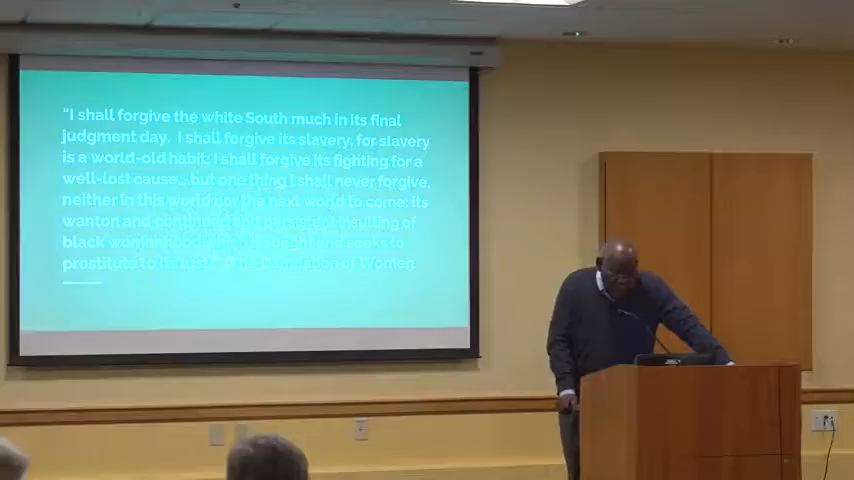 "I shall forgive the white South much in its final
judgment day. I shall forgive its slavery, for slavery
is a world-old habit; I shall forgive its fighting for a
well-lost cause...but one thing I shall never forgive,
neither in this world nor the next world to come: its
wanton and continued and persistent insulting of
black womanhood which it sought and seeks to
prostitute to its lust." (The Damnation of Women)